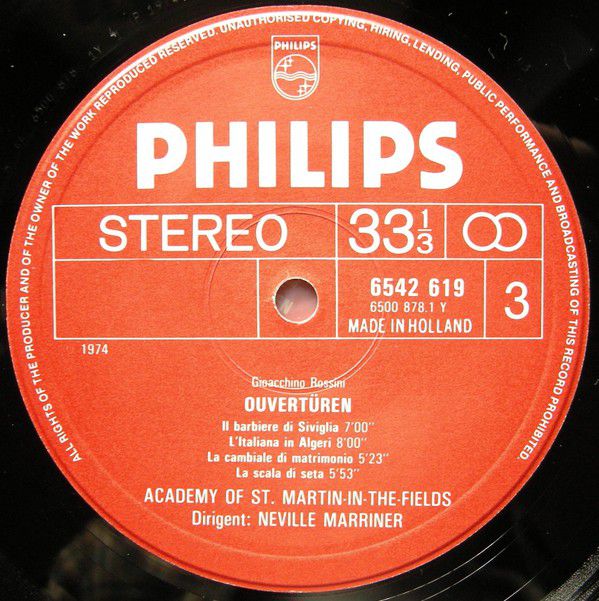 ALL RIGHTS OF THE PRODUCER AND OF THE OWNER OF THE WORK REPRODUCED RESERVED. UNAUTHORISED COPYING, HIRING, LENDING, PUBLIC PERFORMANCE AND BROADCASTING OF THIS RECORD PROHIBITED.
PHILIPS
PHILIPS
STEREO 33 1/3
6542 619
6500 878.1 Y
MADE IN HOLLAND
3
1974
Gioacchino Rossini
OUVERTÜREN
Il barbiere di Siviglia 7'00"
L'Italiana in Algeri 8'00"
La cambiale di matrimonio 5'23"
La scala di seta 5'53"
ACADEMY OF ST. MARTIN-IN-THE-FIELDS
Dirigent: NEVILLE MARRINER